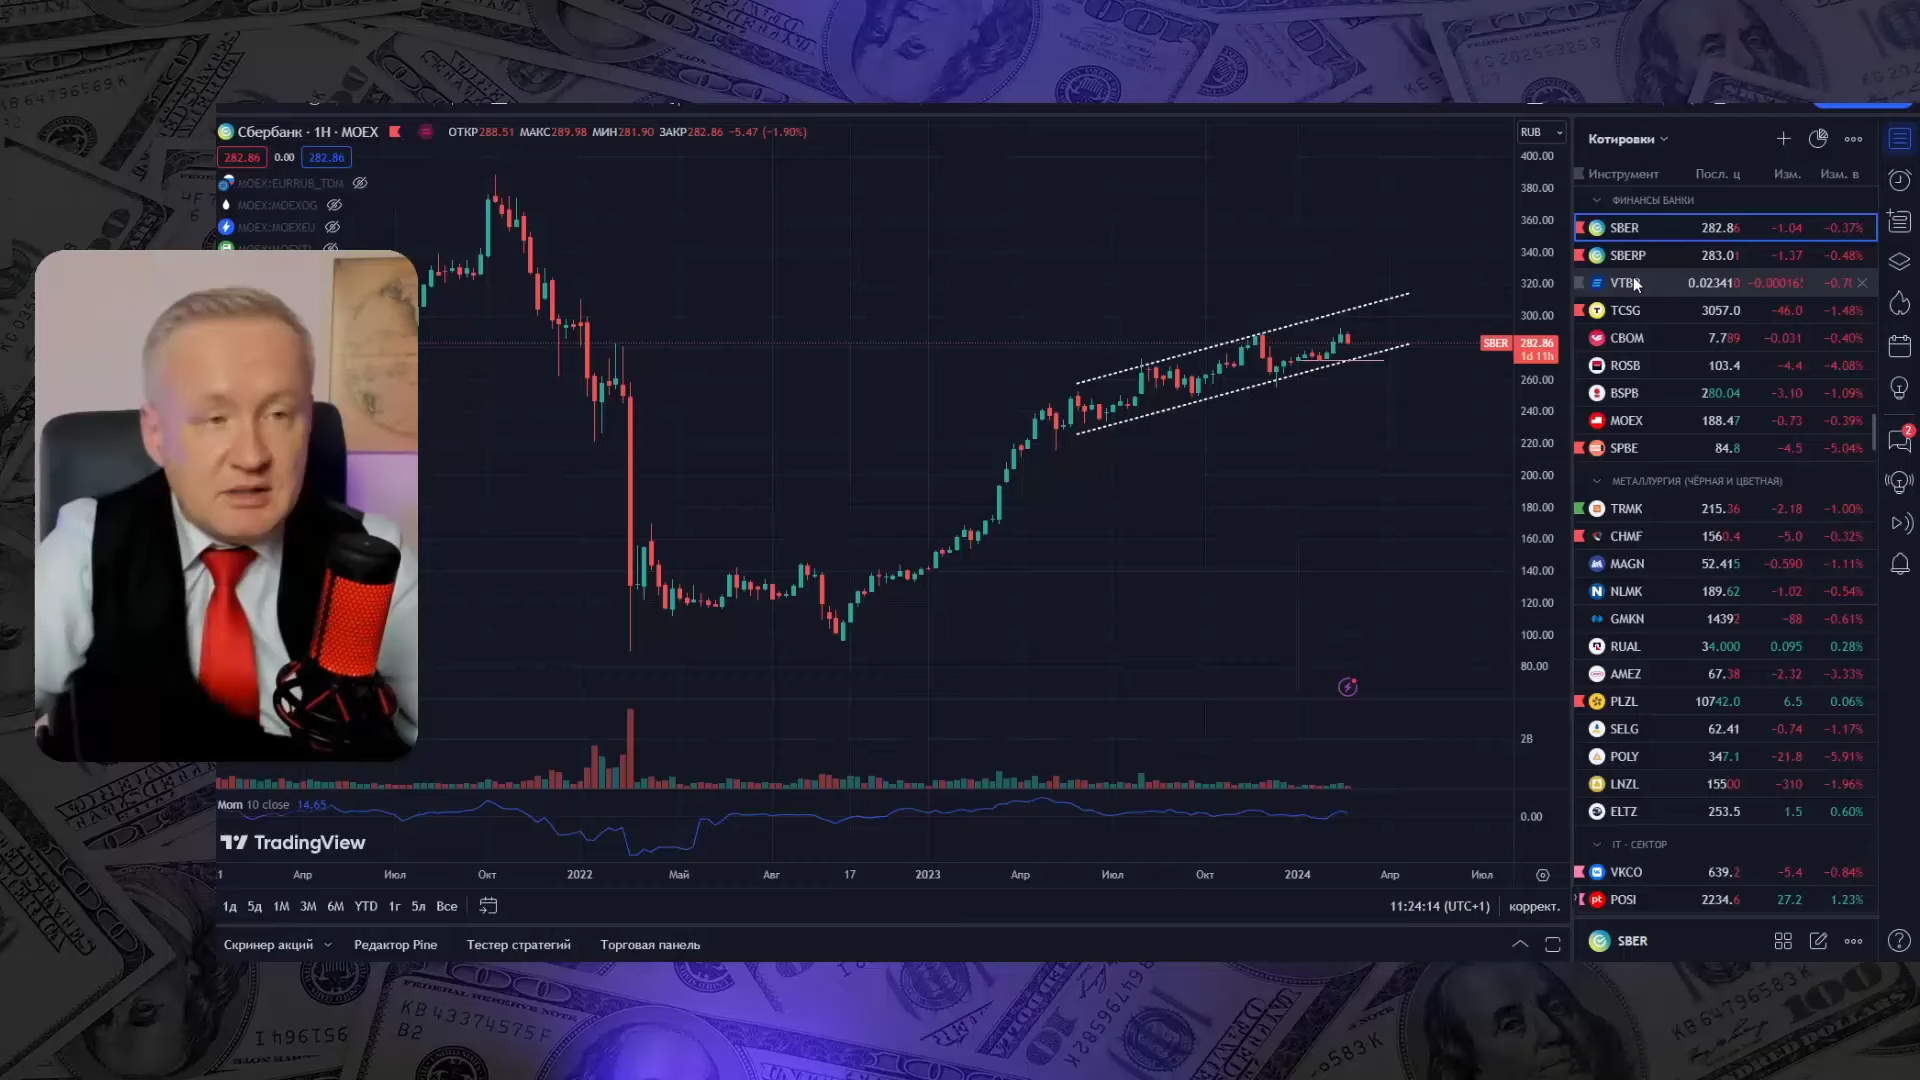 Сбербанк · 1Н · MOEX ОТКР288.51 МАКС289.98 МИН281.90 ЗАКР282.86 −5.47 (−1.90%)
282.86 0.00 282.86
MOEX:EURRUB_TOM
MOEX:MOEXOG
MOEX:MOEXEU
RUB
400.00
380.00
360.00
340.00
320.00
300.00
SBER 282.86
1d 11h
260.00
240.00
220.00
200.00
180.00
160.00
140.00
120.00
100.00
80.00
2B
Mom 10 close 14.65
0.00
TradingView
Апр Июл Окт 2022 Май Авг 17 2023 Апр Июл Окт 2024 Апр Июл
1д 5д 1М 3М 6М YTD 1г 5л Все
11:24:14 (UTC+1) коррект.
Скринер акций Редактор Pine Тестер стратегий Торговая панель
Котировки
Инструмент Посл. ц Изм. Изм. в
ФИНАНСЫ БАНКИ
SBER 282.86 −1.04 −0.37%
SBERP 283.01 −1.37 −0.48%
0.023410
TCSG 3057.0 −46.0 −1.48%
CBOM 7.789 −0.031 −0.40%
ROSB 103.4 −4.4 −4.08%
BSPB 280.04 −3.10 −1.09%
MOEX 188.47 −0.73 −0.39%
SPBE 84.8 −4.5 −5.04%
МЕТАЛЛУРГИЯ (ЧЁРНАЯ И ЦВЕТНАЯ)
TRMK 215.36 −2.18 −1.00%
CHMF 1560.4 −5.0 −0.32%
MAGN 52.415 −0.590 −1.11%
NLMK 189.62 −1.02 −0.54%
GMKN 14392 −88 −0.61%
RUAL 34.000 0.095 0.28%
AMEZ 67.38 −2.32 −3.33%
PLZL 10742.0 6.5 0.06%
SELG 62.41 −0.74 −1.17%
POLY 347.1 −21.8 −5.91%
LNZL 15500 −310 −1.96%
ELTZ 253.5 1.5 0.60%
IT - СЕКТОР
VKCO 639.2 −5.4 −0.84%
POSI 2234.6 27.2 1.23%
SBER
2
KB 43374575 F
B2